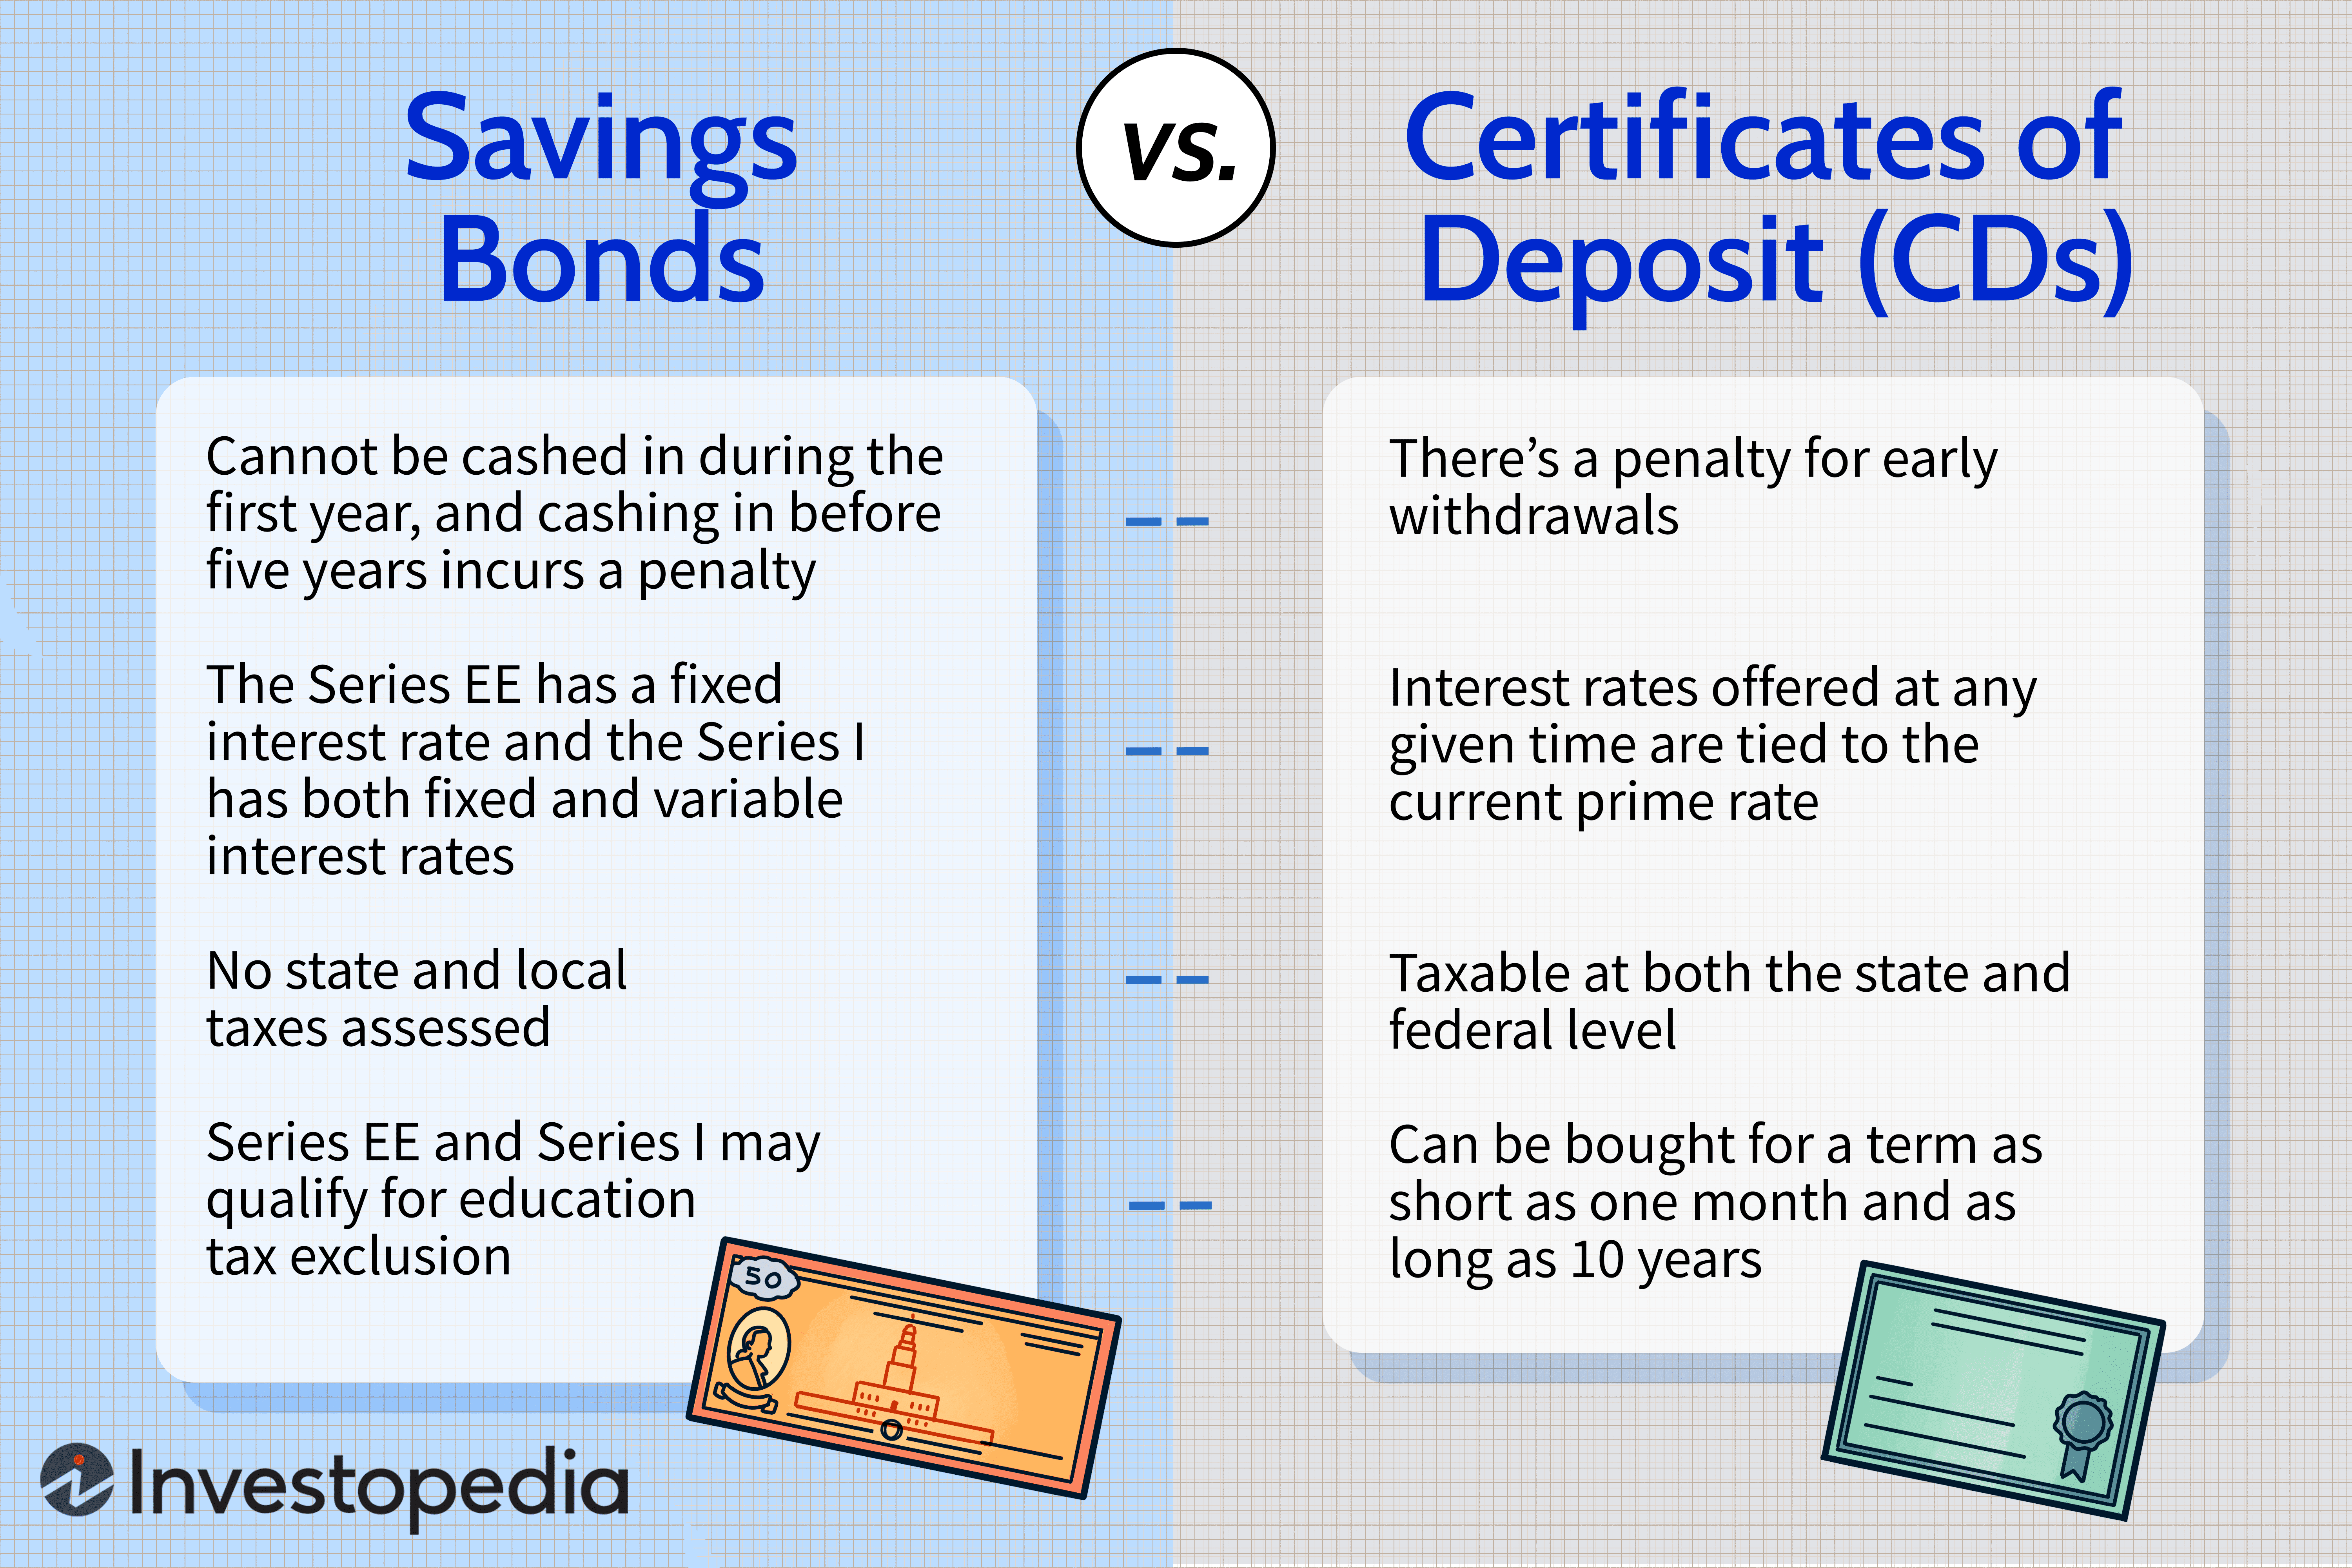 Savings
Bonds
VS.
Certificates of
Deposit (CDs)
Cannot be cashed in during the
first year, and cashing in before
five years incurs a penalty
The Series EE has a fixed
interest rate and the Series I
has both fixed and variable
interest rates
No state and local
taxes assessed
Series EE and Series I may
qualify for education
tax exclusion
There’s a penalty for early
withdrawals
Interest rates offered at any
given time are tied to the
current prime rate
Taxable at both the state and
federal level
Can be bought for a term as
short as one month and as
long as 10 years
50
Investopedia